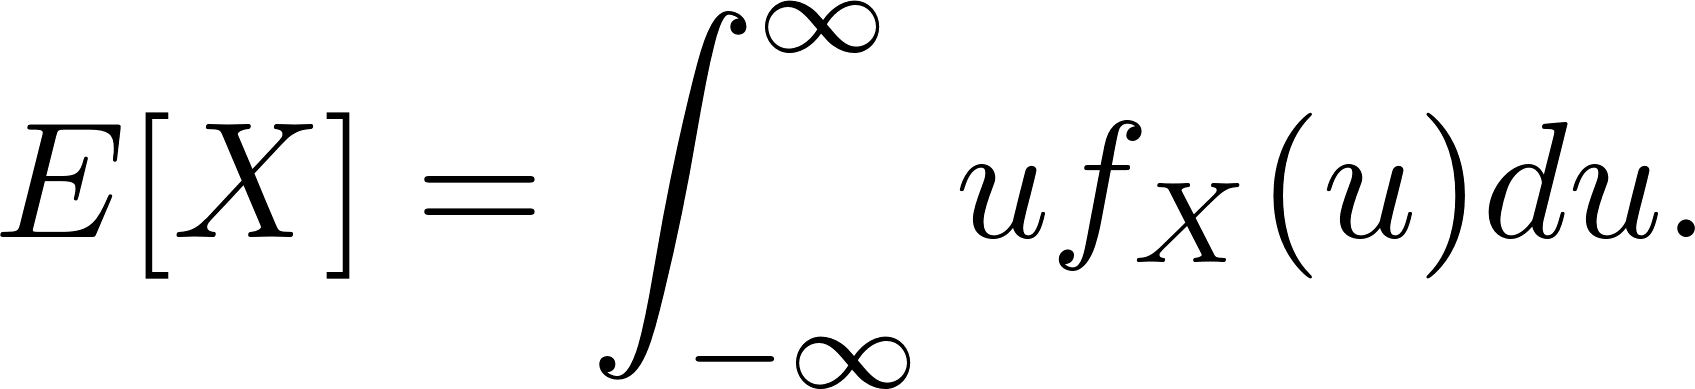 E[X] = ∫_{-∞}^{∞} u f_X(u)du.